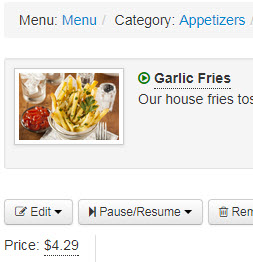 Menu: Menu / Category: Appetizers /
Garlic Fries
Our house fries tos
Edit Pause/Resume Rem
Price: $4.29